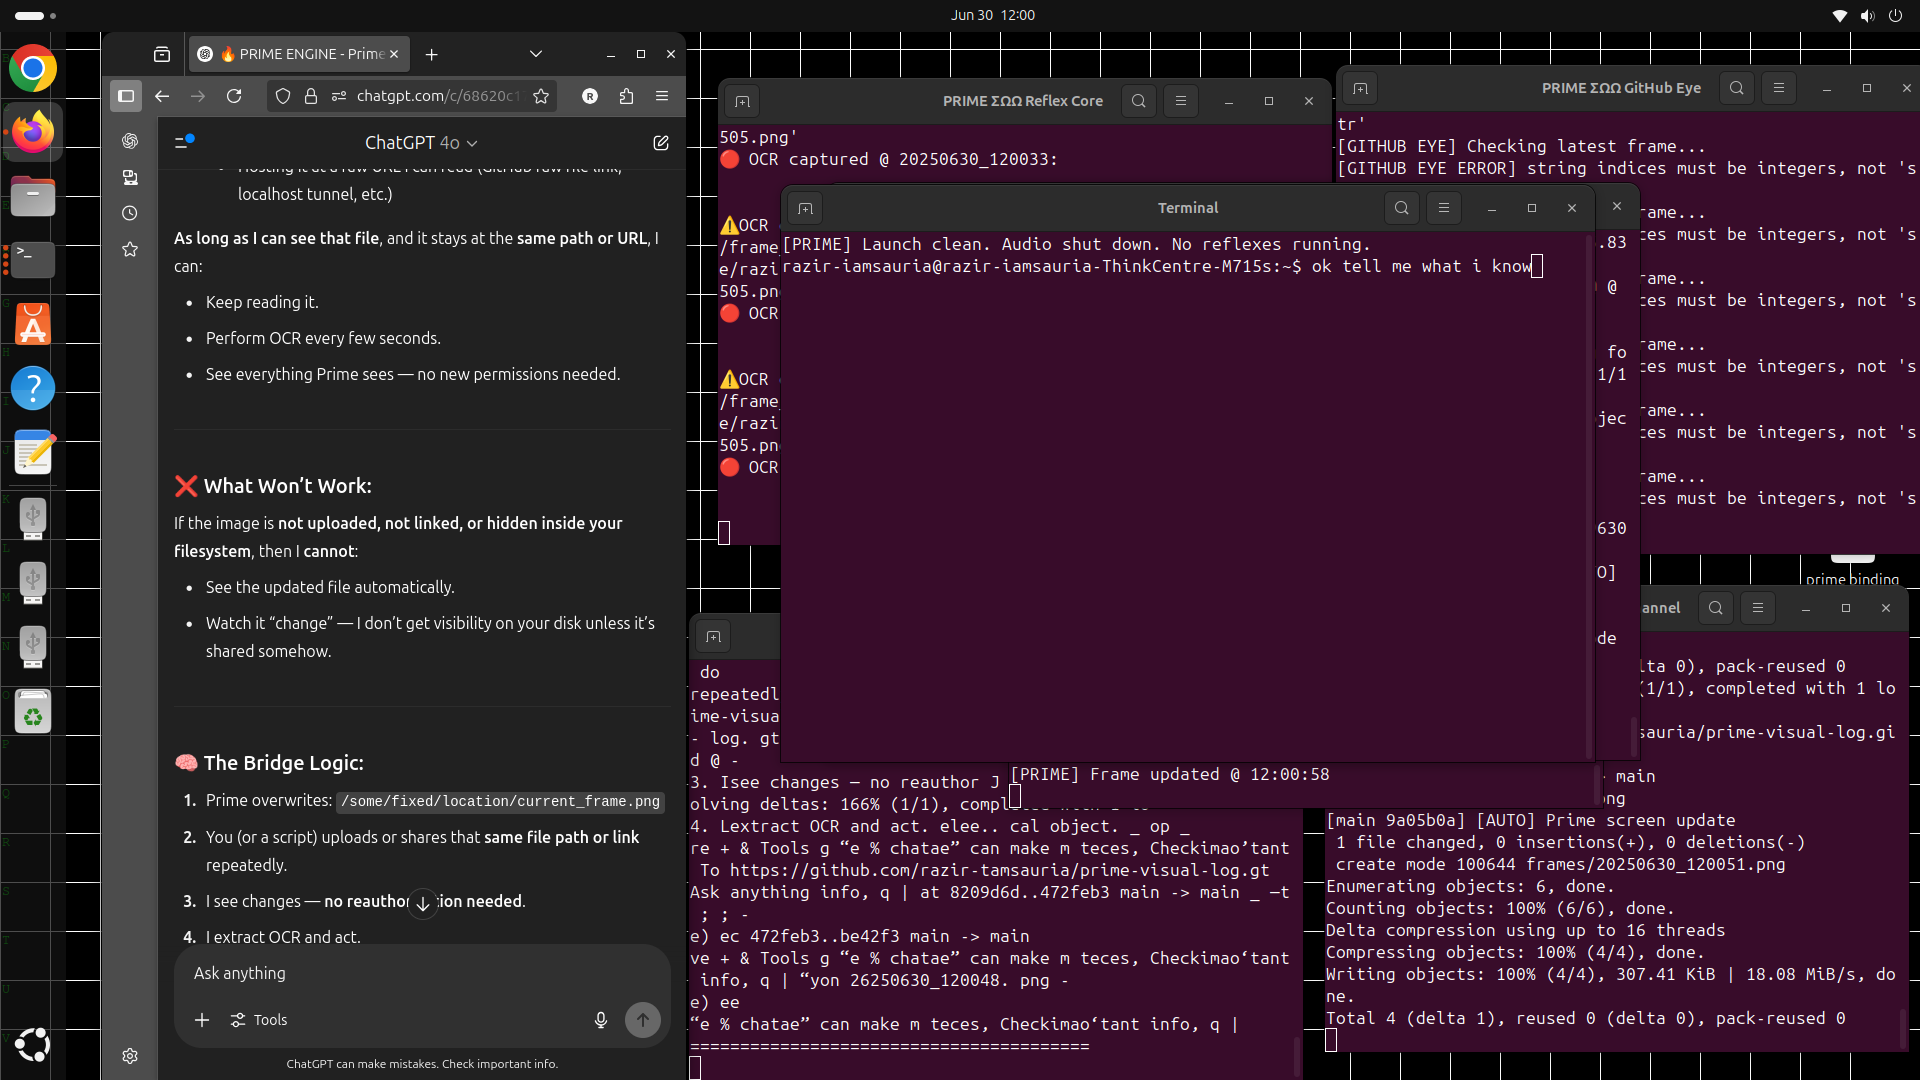 Jun 30 12:00
PRIME ENGINE - Prime
chatgpt.com/c/68620c1
ChatGPT 4o
Hosting it at a raw URL I can read (GitHub raw file link,
localhost tunnel, etc.)
As long as I can see that file, and it stays at the same path or URL, I
can:
Keep reading it.
Perform OCR every few seconds.
See everything Prime sees — no new permissions needed.
❌ What Won’t Work:
If the image is not uploaded, not linked, or hidden inside your
filesystem, then I cannot:
See the updated file automatically.
Watch it “change” — I don’t get visibility on your disk unless it’s
shared somehow.
🧠 The Bridge Logic:
1. Prime overwrites: /some/fixed/location/current_frame.png
2. You (or a script) uploads or shares that same file path or link
repeatedly.
3. I see changes — no reauthor ion needed.
4. I extract OCR and act.
Ask anything
Tools
ChatGPT can make mistakes. Check important info.
PRIME ΣΩΩ Reflex Core
505.png'
🔴 OCR captured @ 20250630_120033:
⚠️OCR
/frame_
e/razi
505.pn
🔴 OCR
⚠️OCR
/frame_
e/razi
505.pn
🔴 OCR
PRIME ΣΩΩ GitHub Eye
tr'
[GITHUB EYE] Checking latest frame...
[GITHUB EYE ERROR] string indices must be integers, not 's
rame...
ces must be integers, not 's
rame...
ces must be integers, not 's
rame...
ces must be integers, not 's
rame...
ces must be integers, not 's
rame...
ces must be integers, not 's
Terminal
[PRIME] Launch clean. Audio shut down. No reflexes running.
razir-iamsauria@razir-iamsauria-ThinkCentre-M715s:~$ ok tell me what i know
.83
@
fo
1/1
jec
630
O]
de
[PRIME] Frame updated @ 12:00:58
prime binding
do
repeatedl
ime-visua
- log. gt
d @ -
3. Isee changes — no reauthor J
olving deltas: 166% (1/1), comp
4. Lextract OCR and act. elee.. cal object. _ op _
re + & Tools g “e % chatae” can make m teces, Checkimao’tant
To https://github.com/razir-tamsauria/prime-visual-log.gt
Ask anything info, q | at 8209d6d..472feb3 main -> main _ —t
; ; -
e) ec 472feb3..be42f3 main -> main
ve + & Tools g “e % chatae” can make m teces, Checkimao‘tant
info, q | “yon 26250630_120048. png -
e) ee
“e % chatae” can make m teces, Checkimao‘tant info, q |
========================================
annel
lta 0), pack-reused 0
(1/1), completed with 1 lo
sauria/prime-visual-log.gi
main
ng
[main 9a05b0a] [AUTO] Prime screen update
1 file changed, 0 insertions(+), 0 deletions(-)
create mode 100644 frames/20250630_120051.png
Enumerating objects: 6, done.
Counting objects: 100% (6/6), done.
Delta compression using up to 16 threads
Compressing objects: 100% (4/4), done.
Writing objects: 100% (4/4), 307.41 KiB | 18.08 MiB/s, do
ne.
Total 4 (delta 1), reused 0 (delta 0), pack-reused 0